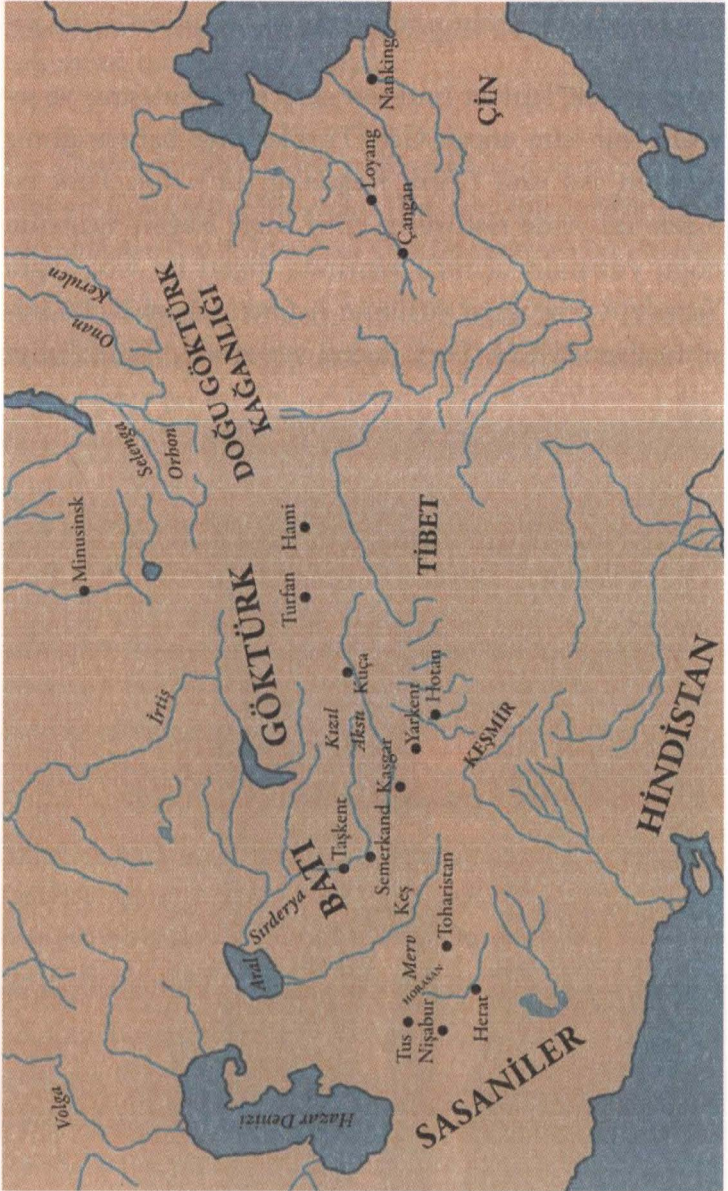 Volga
Hazar Denizi
Aral
Sırderya
İrtiş
Minusinsk
Selenga
Orhon
Onan
Kerulen
DOĞU GÖKTÜRK
KAĞANLIĞI
BATI
GÖKTÜRK
Taşkent
Semerkand
Keş
Kızıl
Aksu
Kaşgar
Yarkent
Hotan
Kuça
Turfan
Hami
Merv
HORASAN
Toharistan
Tus
Nişabur
Herat
SASANİLER
KEŞMİR
TİBET
HİNDİSTAN
Loyang
Çangan
Nanking
ÇİN